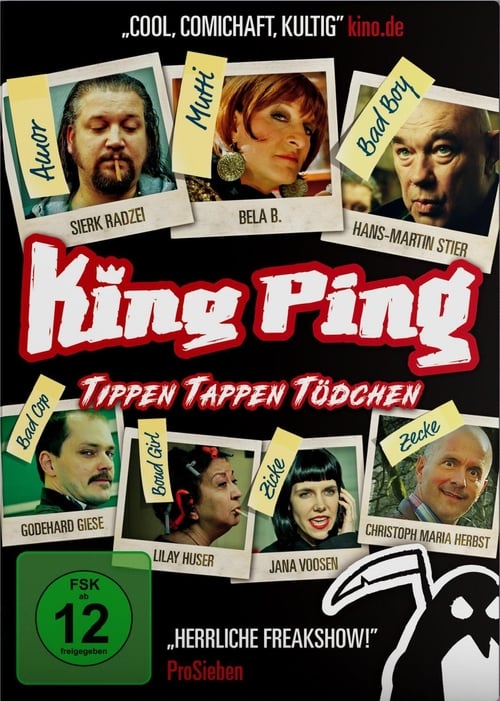 „COOL, COMICHAFT, KULTIG" kino.de
Amor
Mutti
Bad Boy
SIERK RADZEI
BELA B.
HANS-MARTIN STIER
King Ping
TIPPEN TAPPEN TÖDCHEN
Bad Cop
Boud Girl
Zicke
Zecke
GODEHARD GIESE
LILAY HUSER
JANA VOOSEN
CHRISTOPH MARIA HERBST
FSK
ab
12
freigegeben
„HERRLICHE FREAKSHOW!"
ProSieben